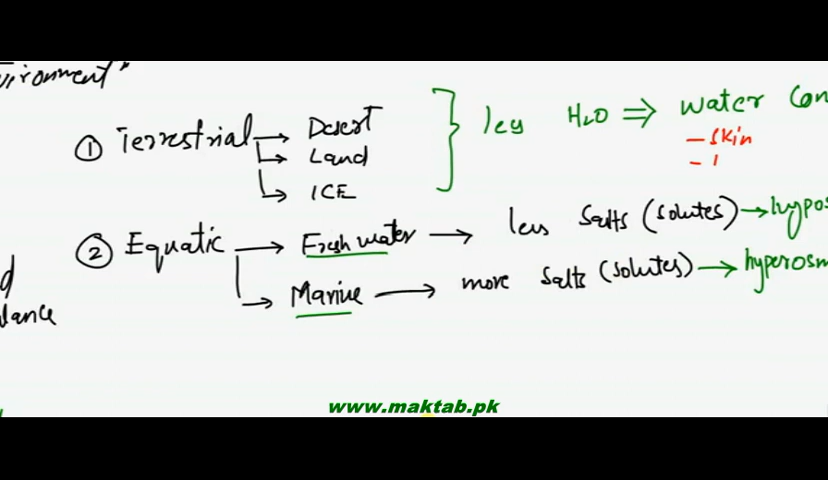 vironment"
① Terrestrial → Desert } less H₂O ⇒ water Con
→ Land - Skin
→ ICE -
② Equatic → Fresh water → less Salts (Solutes) → hypos
→ Marine → more Salts (Solutes) → hyperosm
d
lance
www.maktab.pk